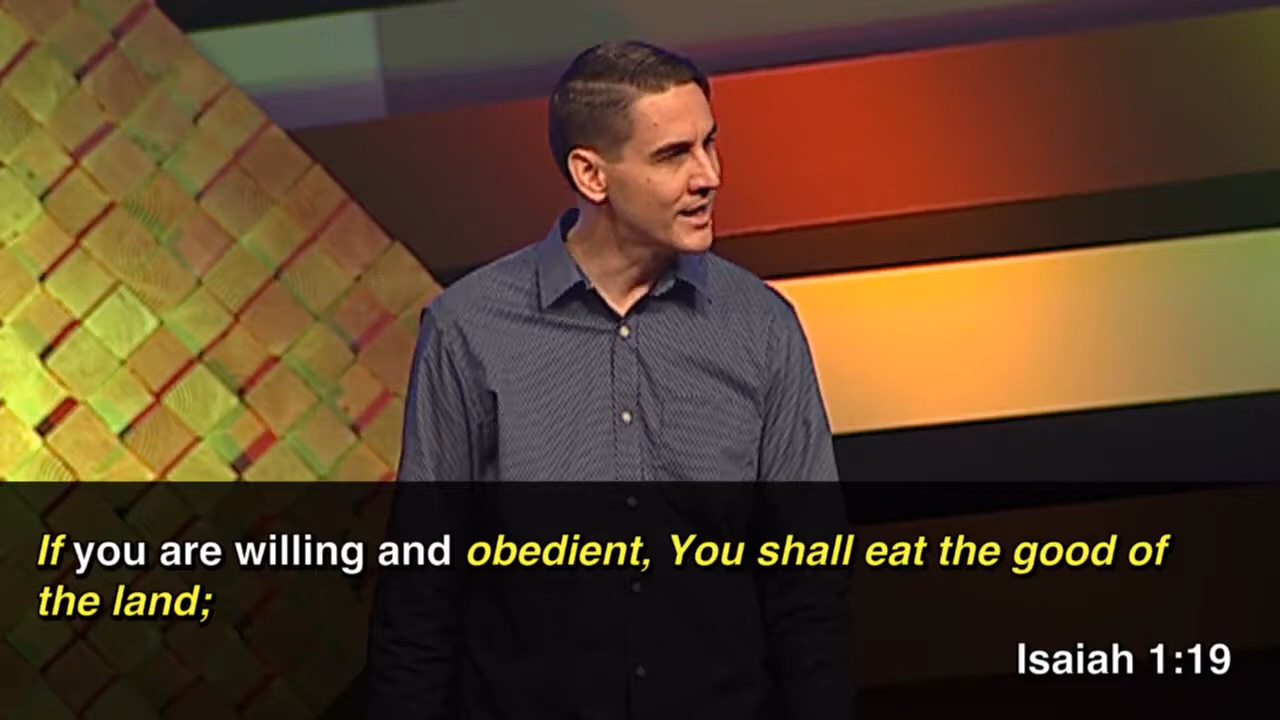 If you are willing and obedient, You shall eat the good of
the land;
Isaiah 1:19